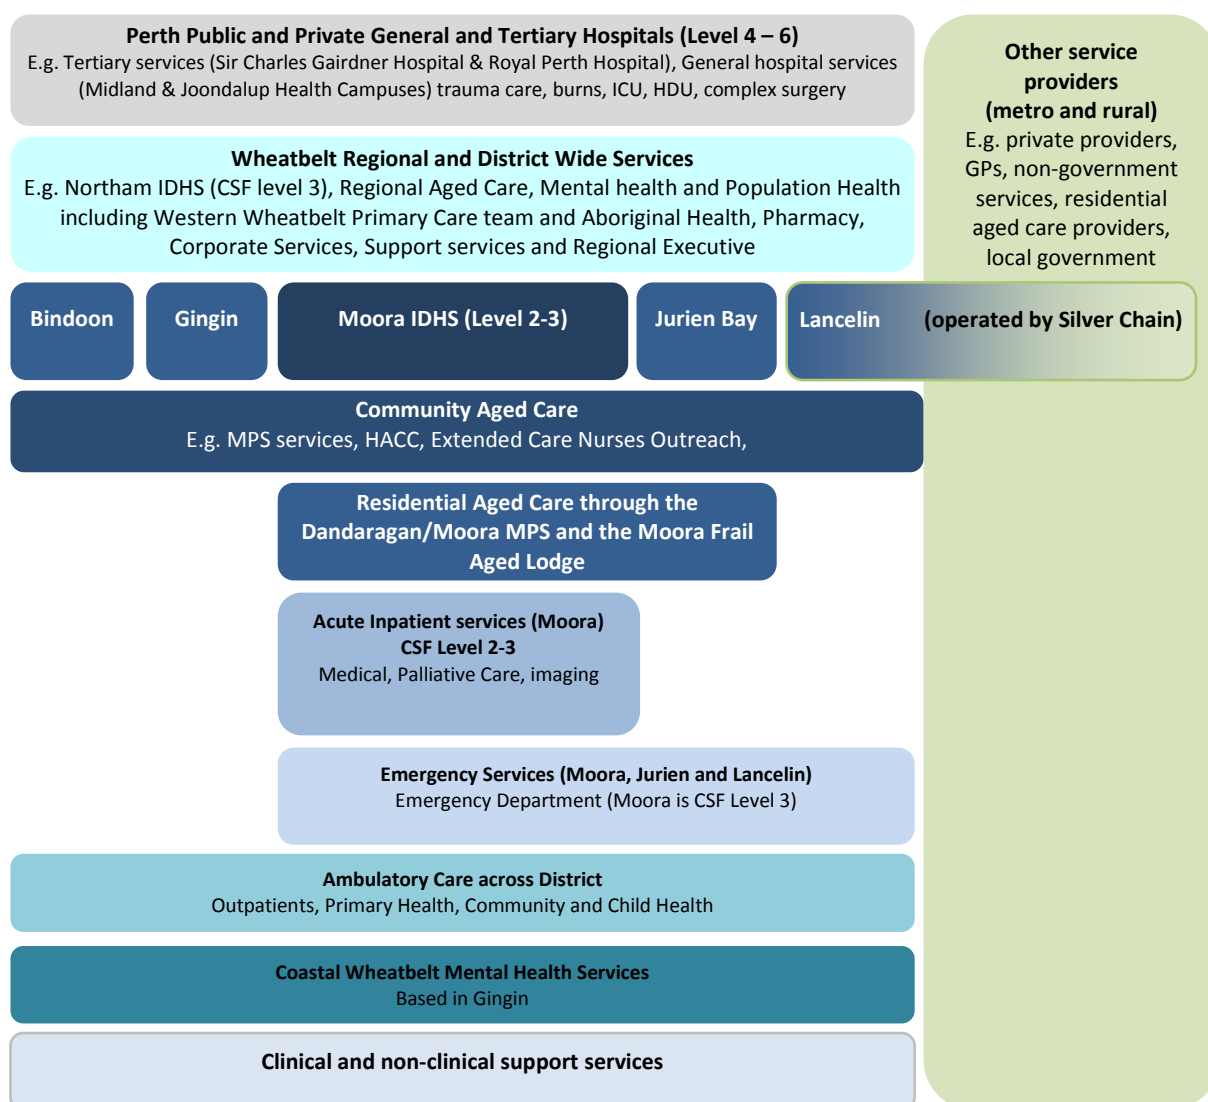 Perth Public and Private General and Tertiary Hospitals (Level 4 – 6)
E.g. Tertiary services (Sir Charles Gairdner Hospital & Royal Perth Hospital), General hospital services
(Midland & Joondalup Health Campuses) trauma care, burns, ICU, HDU, complex surgery
Other service
providers
(metro and rural)
E.g. private providers,
GPs, non-government
services, residential
aged care providers,
local government
Wheatbelt Regional and District Wide Services
E.g. Northam IDHS (CSF level 3), Regional Aged Care, Mental health and Population Health
including Western Wheatbelt Primary Care team and Aboriginal Health, Pharmacy,
Corporate Services, Support services and Regional Executive
Bindoon
Gingin
Moora IDHS (Level 2-3)
Jurien Bay
Lancelin (operated by Silver Chain)
Community Aged Care
E.g. MPS services, HACC, Extended Care Nurses Outreach,
Residential Aged Care through the
Dandaragan/Moora MPS and the Moora Frail
Aged Lodge
Acute Inpatient services (Moora)
CSF Level 2-3
Medical, Palliative Care, imaging
Emergency Services (Moora, Jurien and Lancelin)
Emergency Department (Moora is CSF Level 3)
Ambulatory Care across District
Outpatients, Primary Health, Community and Child Health
Coastal Wheatbelt Mental Health Services
Based in Gingin
Clinical and non-clinical support services